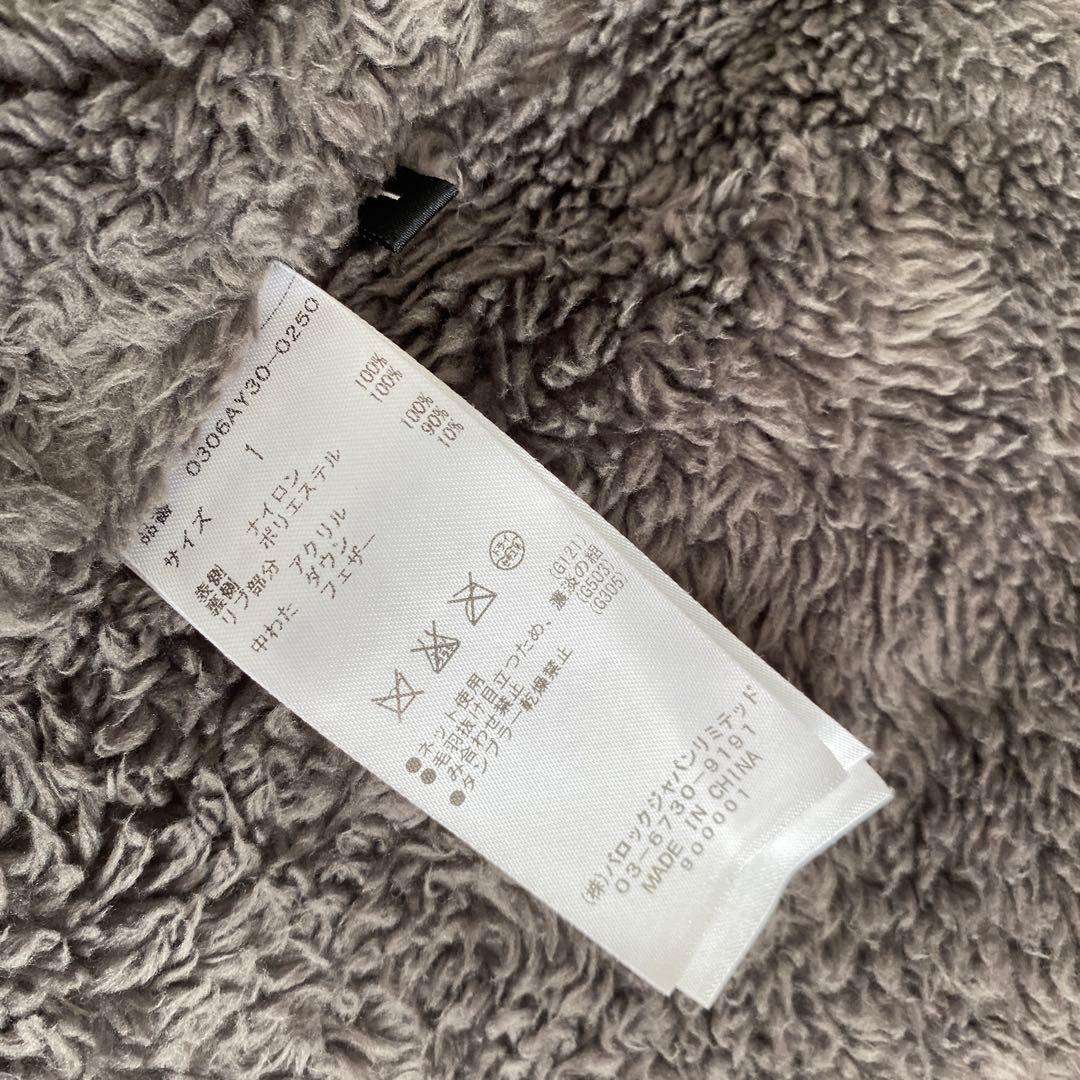 品番 0306AY30-0250
サイズ 1
表側 ナイロン 100%
裏側 ポリエステル 100%
リブ部分 アクリル 100%
中わた ダウン 90%
フェザー 10%
ドライ
●ネット使用 (G121)
●毛羽抜け目立つため、濃淡の組 (G503)
み合わせ禁止 (G305)
●タンブラー乾燥禁止
(株)バロックジャパンリミテッド
03-6730-9191
MADE IN CHINA
900001